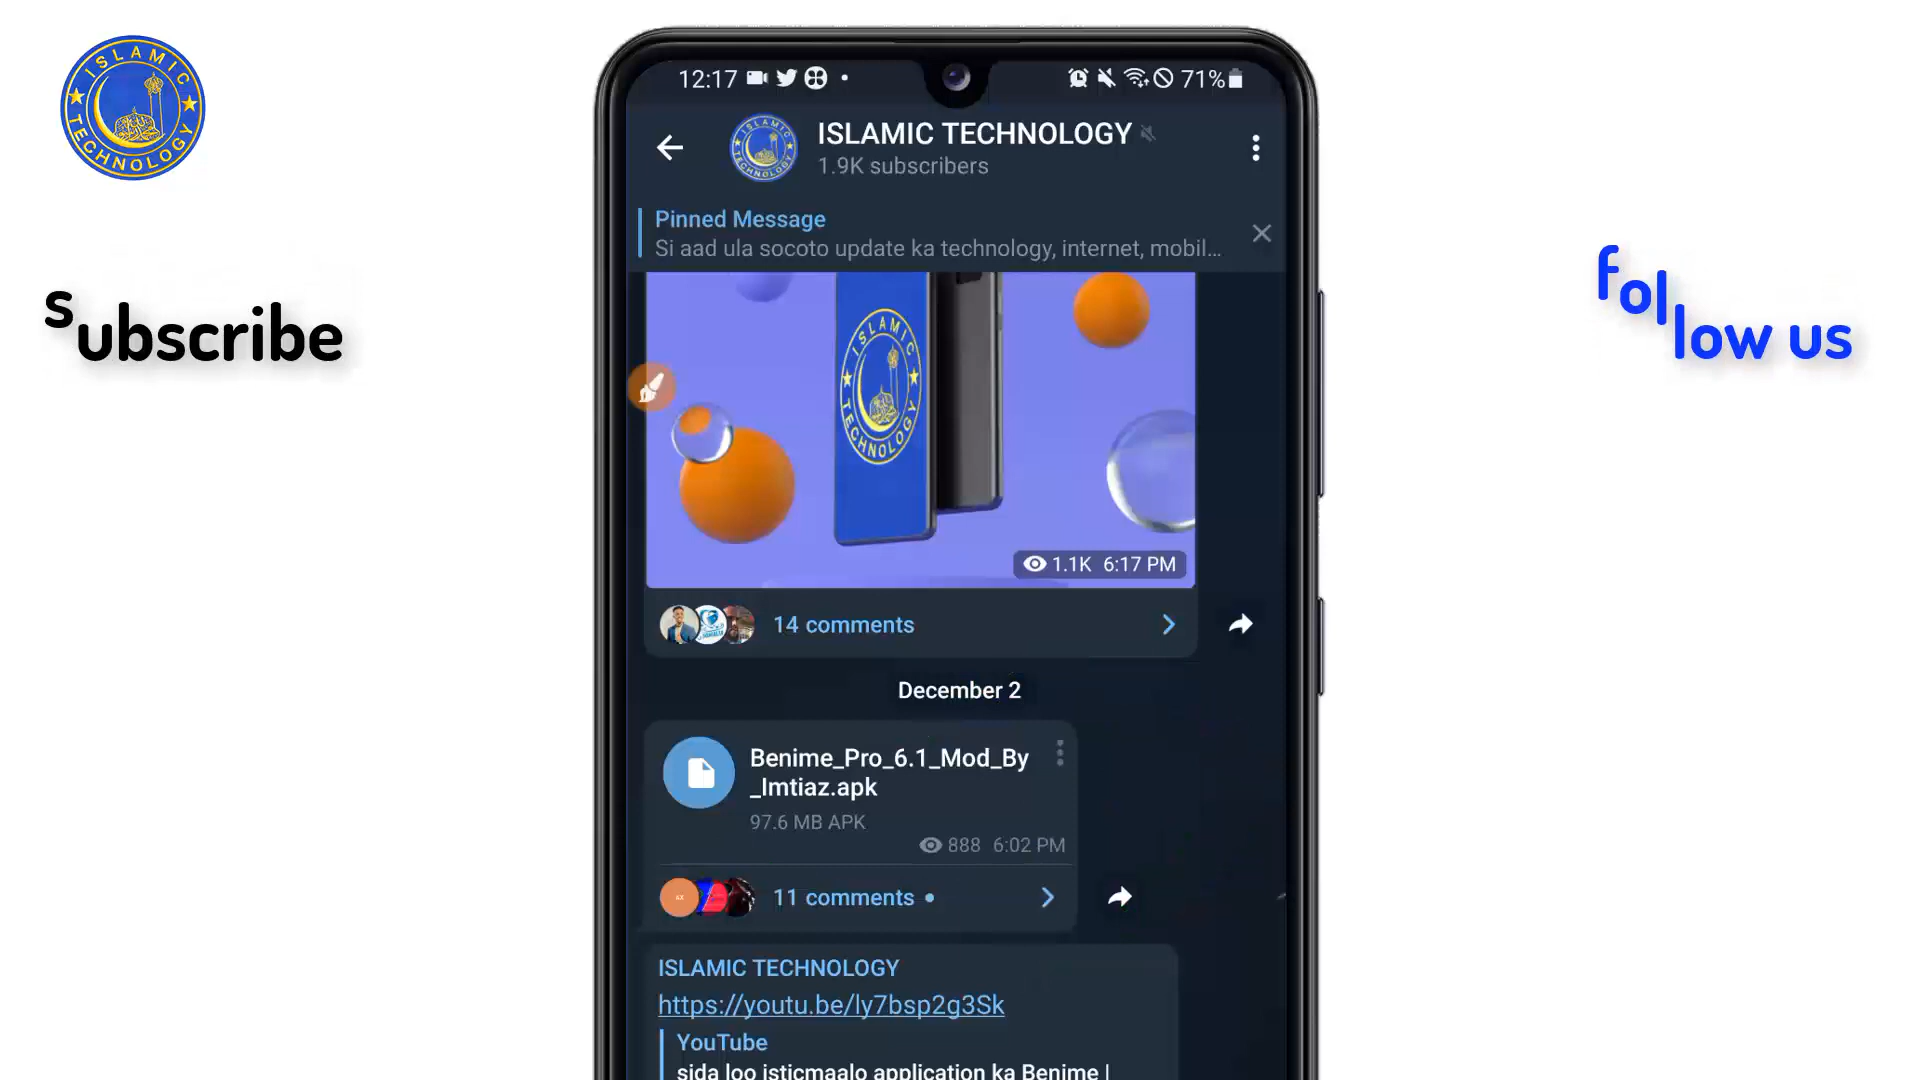 ISLAMIC TECHNOLOGY
subscribe
follow us
12:17
71%
ISLAMIC TECHNOLOGY
1.9K subscribers
ISLAMIC TECHNOLOGY
Pinned Message
Si aad ula socoto update ka technology, internet, mobil...
ISLAMIC TECHNOLOGY
1.1K 6:17 PM
14 comments
December 2
Benime_Pro_6.1_Mod_By
_Imtiaz.apk
97.6 MB APK
888 6:02 PM
11 comments
ISLAMIC TECHNOLOGY
https://youtu.be/ly7bsp2g3Sk
YouTube
sida loo isticmaalo application ka Benime |